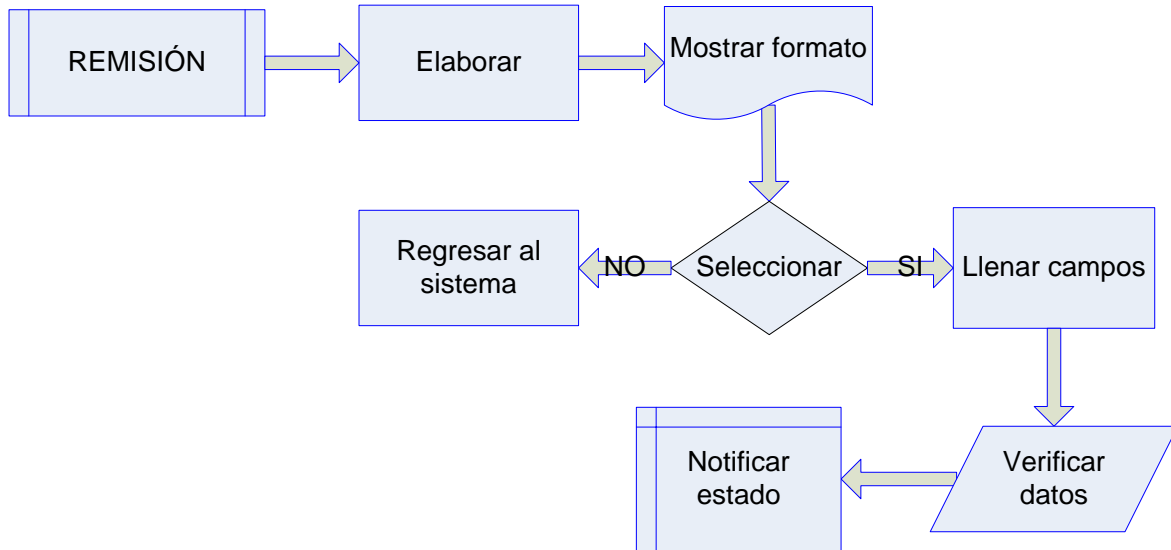 REMISIÓN
Elaborar
Mostrar formato
Regresar al
sistema
NO
Seleccionar
SI
Llenar campos
Notificar
estado
Verificar
datos